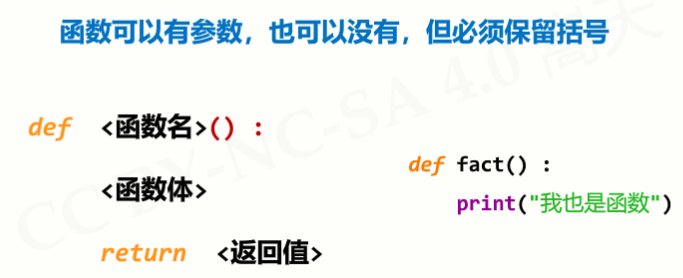 函数可以有参数，也可以没有，但必须保留括号
def <函数名>() :
<函数体>
return <返回值>
def fact() :
print("我也是函数")
CC BY-NC-SA 4.0 嵩天